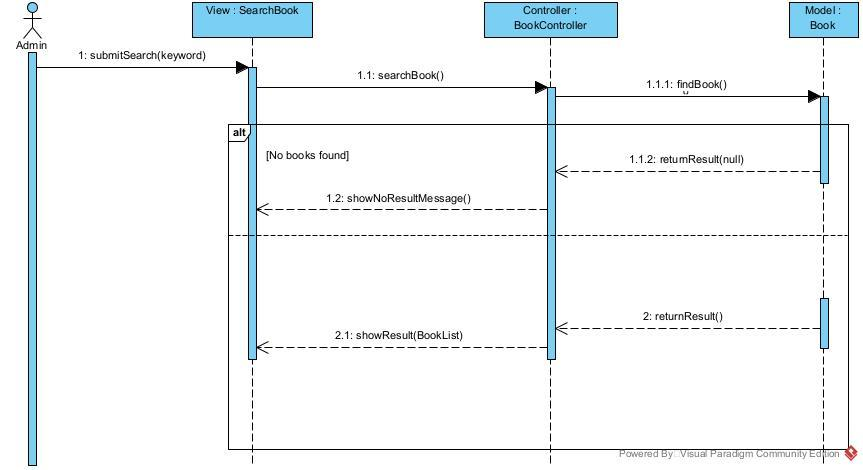 View : SearchBook
Controller :
BookController
Model :
Book
Admin
1: submitSearch(keyword)
1.1: searchBook()
1.1.1: findBook()
alt
[No books found]
1.1.2: returnResult(null)
1.2: showNoResultMessage()
2: returnResult()
2.1: showResult(BookList)
Powered By Visual Paradigm Community Edition